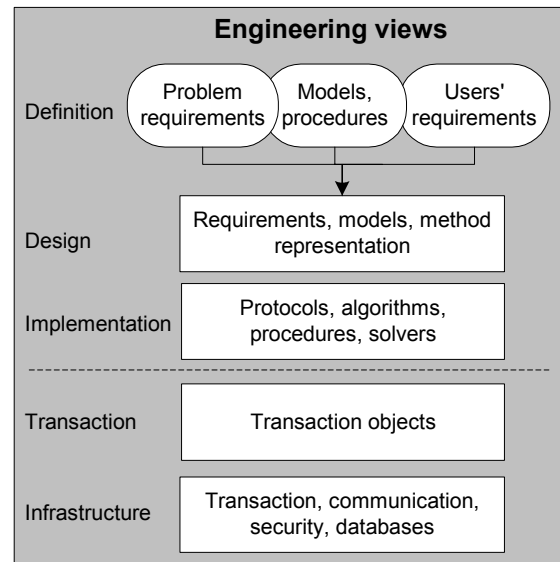 Engineering views
Definition
Problem
requirements
Models,
procedures
Users'
requirements
Design
Requirements, models, method
representation
Implementation
Protocols, algorithms,
procedures, solvers
Transaction
Transaction objects
Infrastructure
Transaction, communication,
security, databases